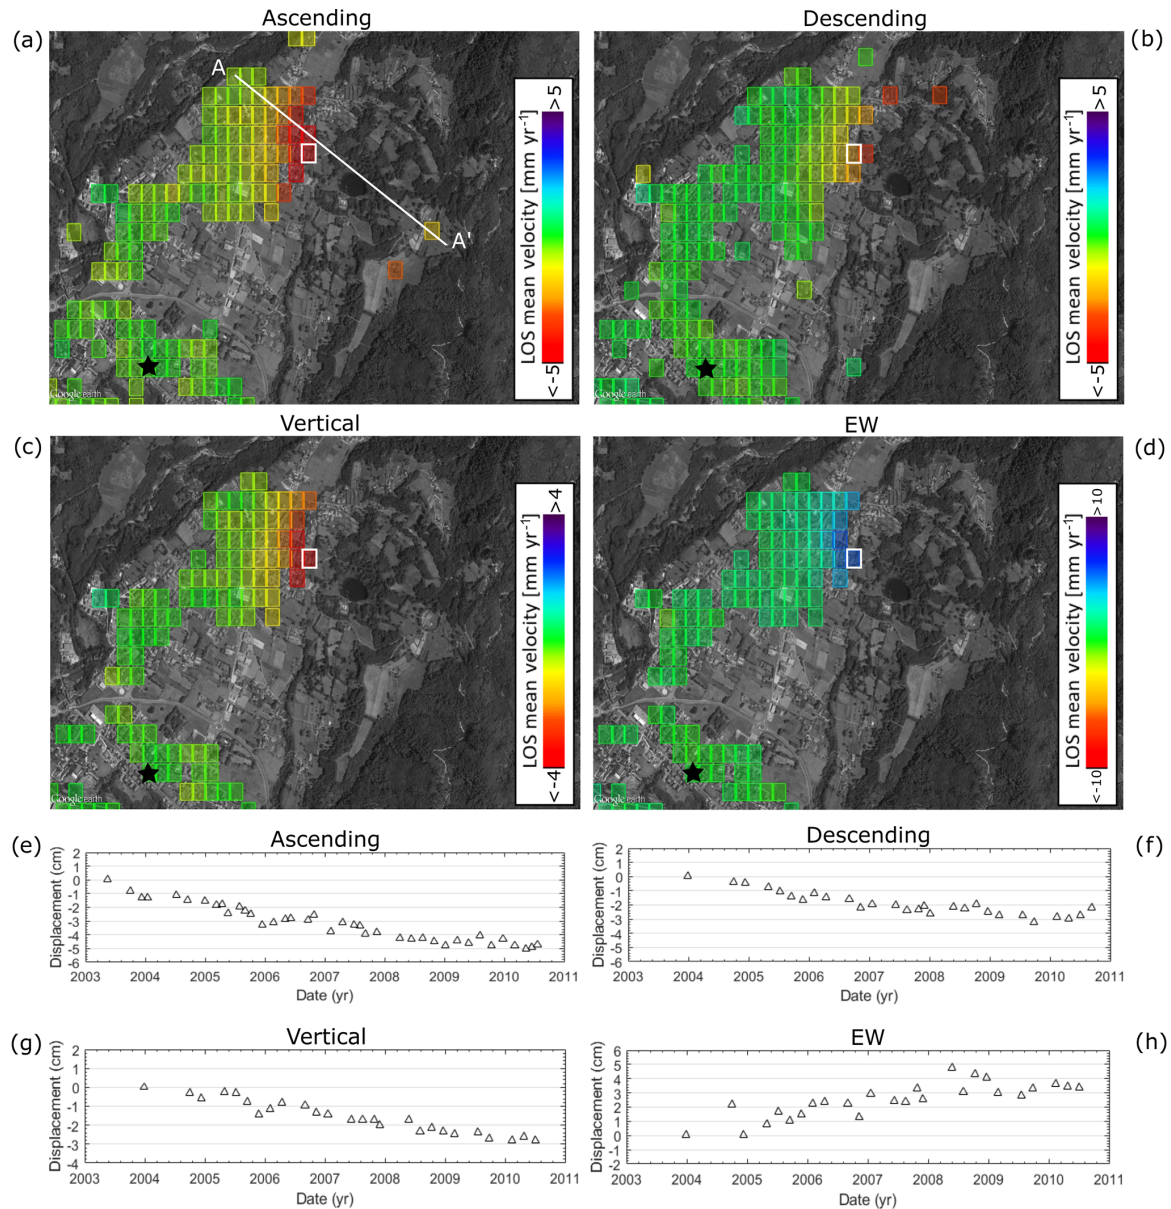 Ascending
Descending
(a)
(b)
A
A'
LOS mean velocity [mm yr-1]
<-5
>5
Google earth
LOS mean velocity [mm yr-1]
<-5
>5
Google earth
Vertical
EW
(c)
(d)
LOS mean velocity [mm yr-1]
<-4
>4
Google earth
LOS mean velocity [mm yr-1]
<-10
>10
Google earth
(e)
Ascending
Displacement (cm)
2
1
0
-1
-2
-3
-4
-5
-6
2003 2004 2005 2006 2007 2008 2009 2010 2011
Date (yr)
Descending
(f)
Displacement (cm)
2
1
0
-1
-2
-3
-4
-5
-6
2003 2004 2005 2006 2007 2008 2009 2010 2011
Date (yr)
(g)
Vertical
Displacement (cm)
2
1
0
-1
-2
-3
-4
2003 2004 2005 2006 2007 2008 2009 2010 2011
Date (yr)
EW
(h)
Displacement (cm)
6
5
4
3
2
1
0
-1
-2
2003 2004 2005 2006 2007 2008 2009 2010 2011
Date (yr)